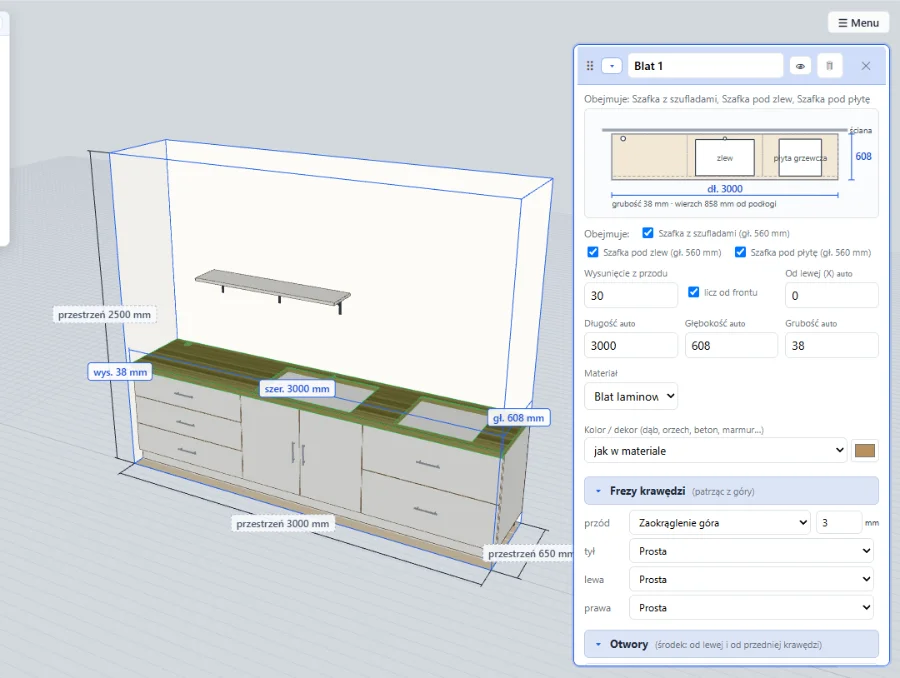 ☰ Menu
Blat 1
Obejmuje: Szafka z szufladami, Szafka pod zlew, Szafka pod płytę
ściana
zlew
płyta grzewcza
608
dł. 3000
grubość 38 mm · wierzch 858 mm od podłogi
Obejmuje: Szafka z szufladami (gł. 560 mm)
Szafka pod zlew (gł. 560 mm) Szafka pod płytę (gł. 560 mm)
Wysunięcie z przodu Od lewej (X) auto
30 licz od frontu 0
Długość auto Głębokość auto Grubość auto
3000 608 38
Materiał
Blat laminow
Kolor / dekor (dąb, orzech, beton, marmur...)
jak w materiale
Frezy krawędzi (patrząc z góry)
przód Zaokrąglenie góra 3 mm
tył Prosta
lewa Prosta
prawa Prosta
Otwory (środek: od lewej i od przedniej krawędzi)
przestrzeń 2500 mm
wys. 38 mm
szer. 3000 mm
gł. 608 mm
przestrzeń 3000 mm
przestrzeń 650 mm